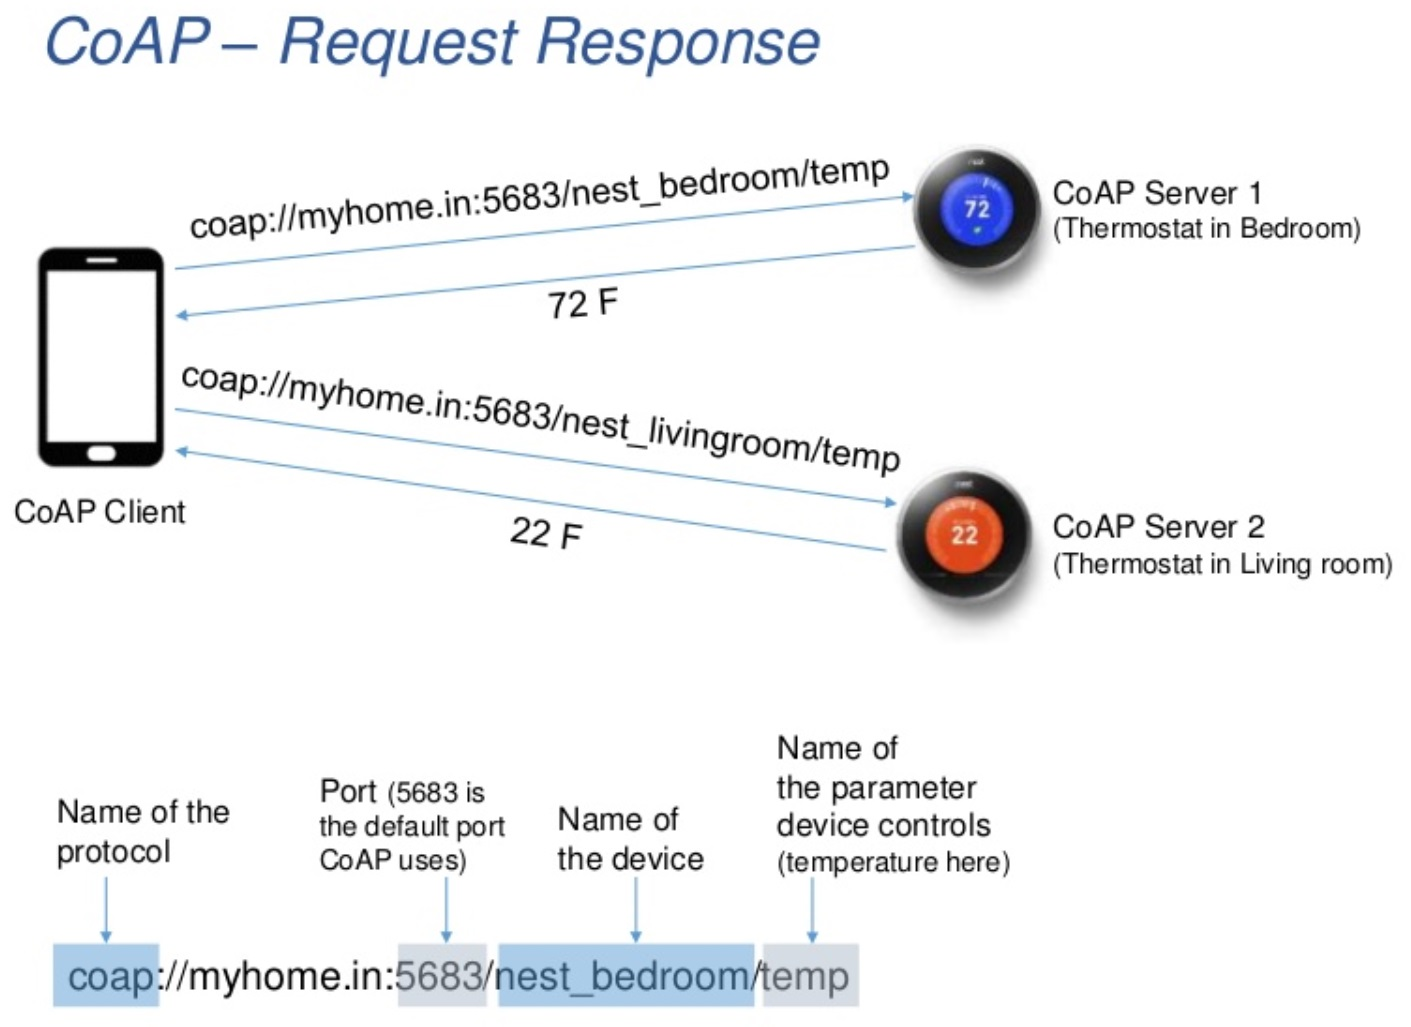 CoAP – Request Response
coap://myhome.in:5683/nest_bedroom/temp
72
CoAP Server 1
(Thermostat in Bedroom)
72 F
coap://myhome.in:5683/nest_livingroom/temp
CoAP Client
22 F
nest
22
CoAP Server 2
(Thermostat in Living room)
Name of the
protocol
Port (5683 is
the default port
CoAP uses)
Name of
the device
Name of
the parameter
device controls
(temperature here)
coap://myhome.in:5683/nest_bedroom/temp